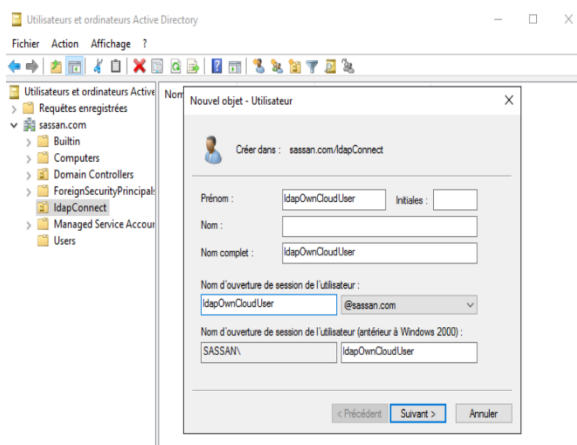 Utilisateurs et ordinateurs Active Directory
Fichier Action Affichage ?
Utilisateurs et ordinateurs Active
Nom
Requêtes enregistrées
sassan.com
Builtin
Computers
Domain Controllers
ForeignSecurityPrincipals
ldapConnect
Managed Service Accour
Users
Nouvel objet - Utilisateur
Créer dans : sassan.com/ldapConnect
Prénom : ldapOwnCloudUser Initiales :
Nom :
Nom complet : ldapOwnCloudUser
Nom d'ouverture de session de l'utilisateur :
ldapOwnCloudUser @sassan.com
Nom d'ouverture de session de l'utilisateur (antérieur à Windows 2000) :
SASSAN\ ldapOwnCloudUser
< Précédent Suivant > Annuler